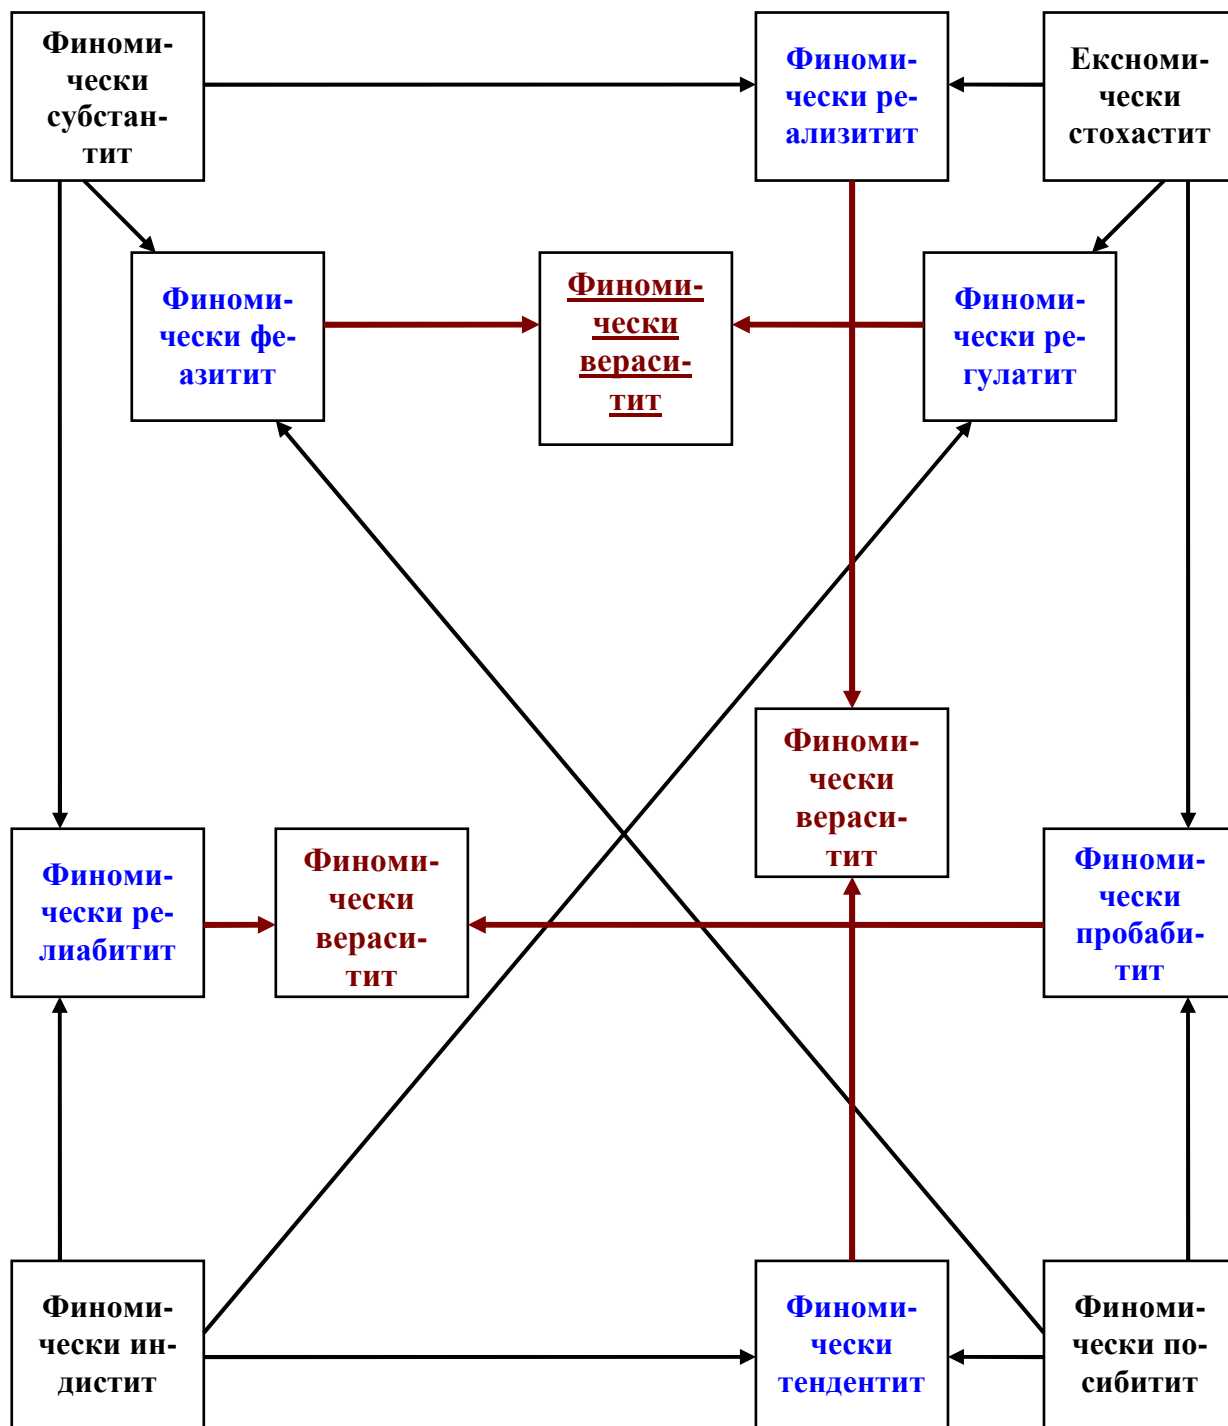 Финоми-
чески
субстан-
тит
Финоми-
чески ре-
ализитит
Ексноми-
чески
стохастит
Финоми-
чески фе-
азитит
Финоми-
чески
вераси-
тит
Финоми-
чески ре-
гулатит
Финоми-
чески
вераси-
тит
Финоми-
чески ре-
лиабитит
Финоми-
чески
вераси-
тит
Финоми-
чески
пробаби-
тит
Финоми-
чески ин-
дистит
Финоми-
чески
тендентит
Финоми-
чески по-
сибитит